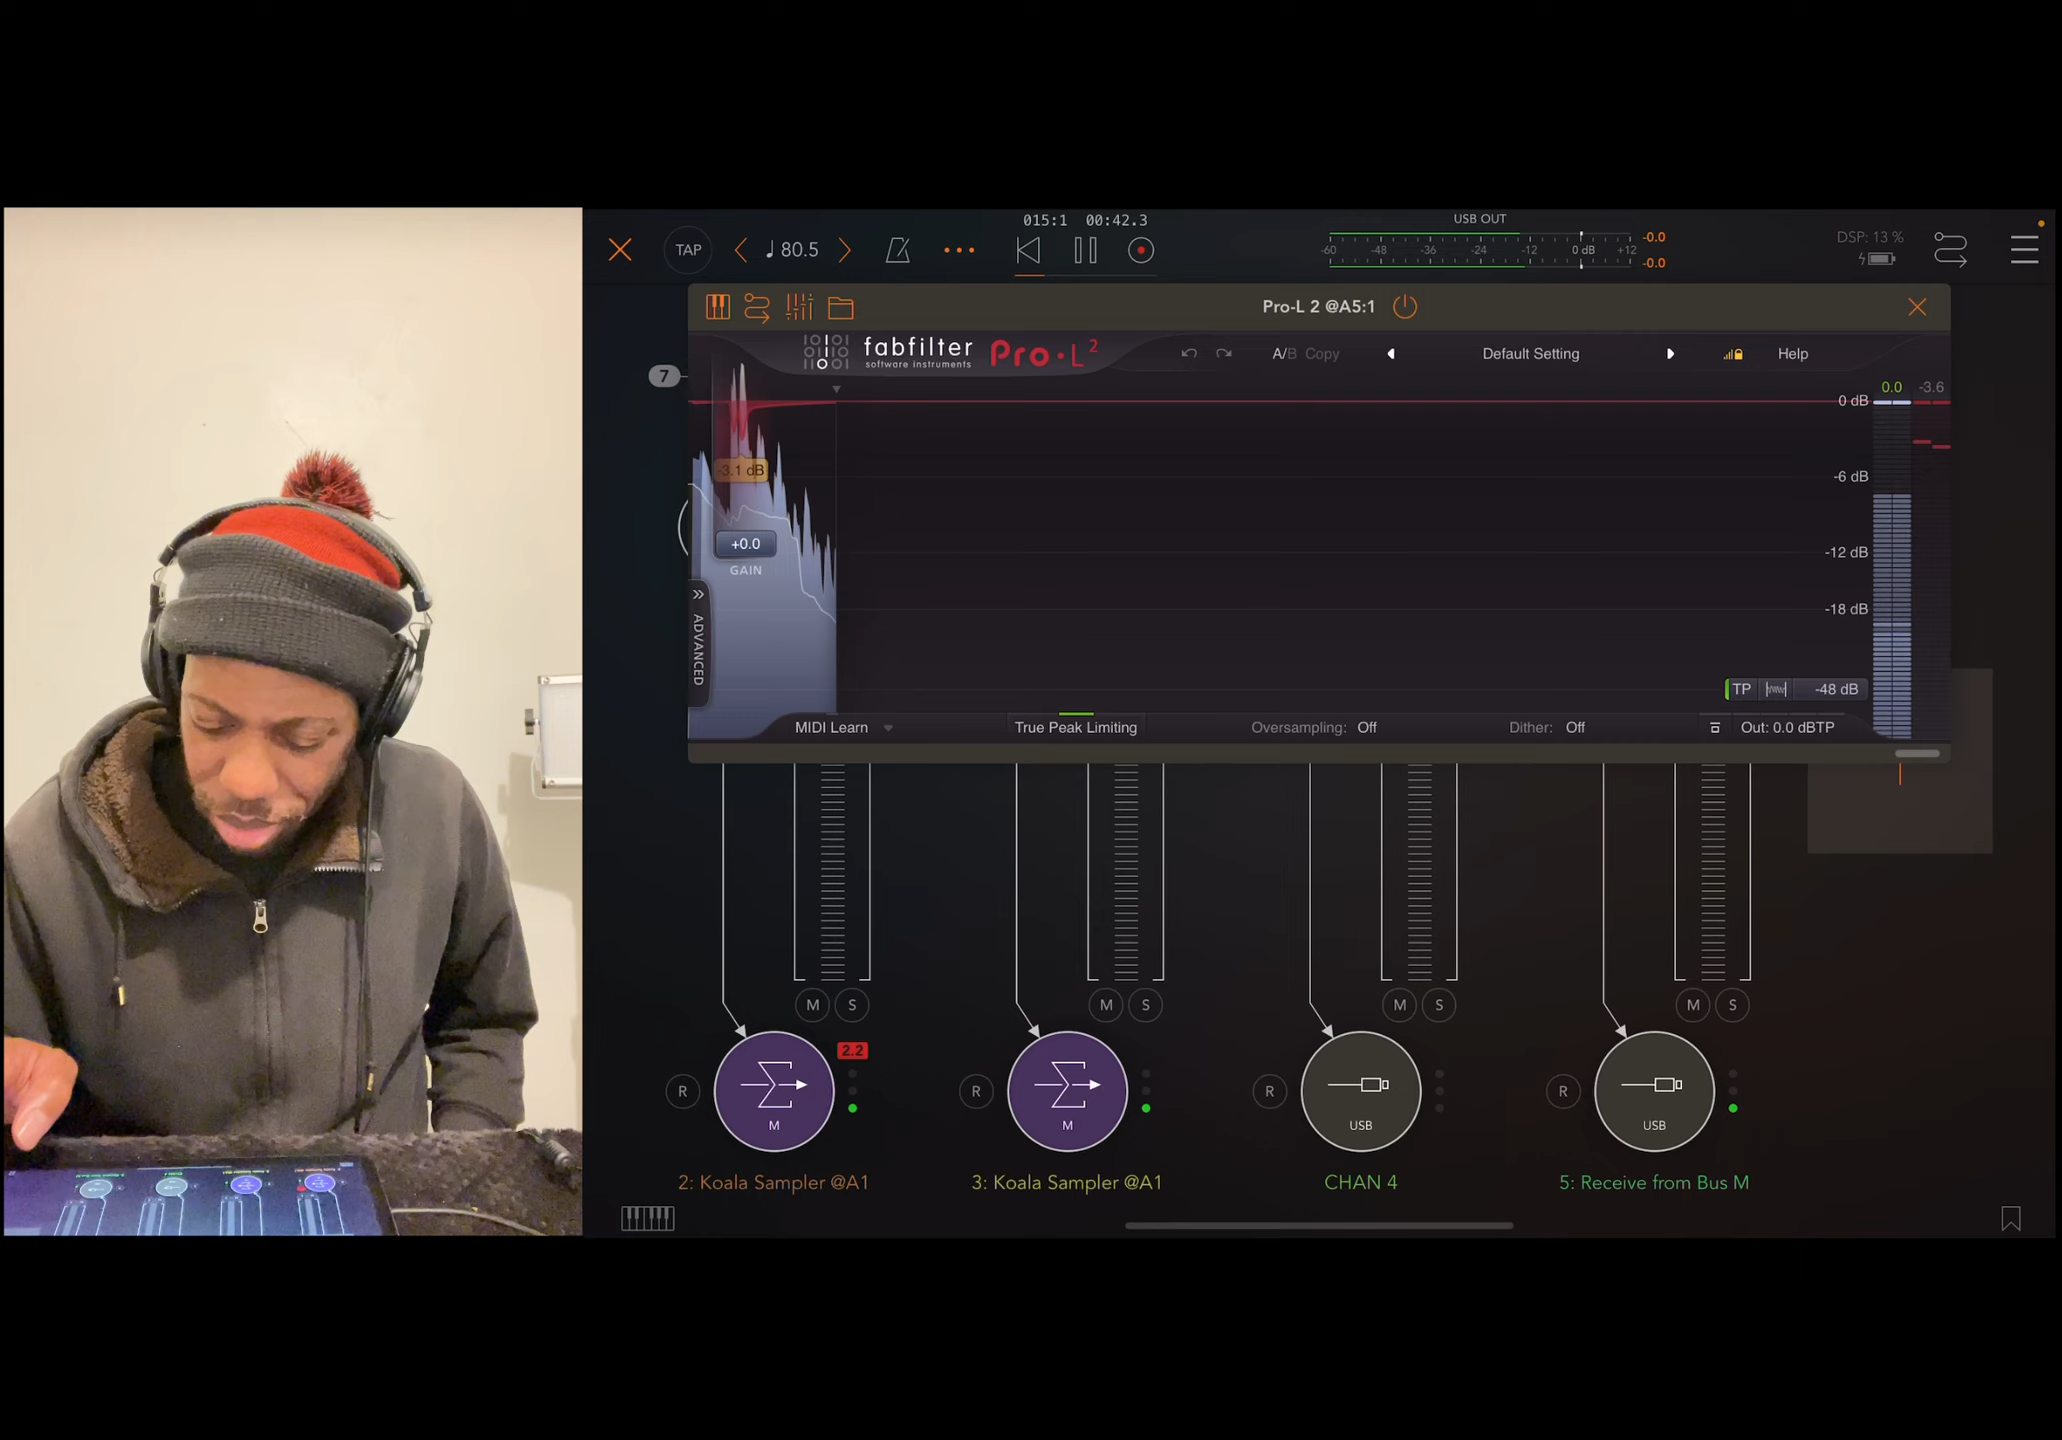 015:1 00:42.3
USB OUT
TAP
80.5
-60 -48 -36 -24 -12 0 dB +12
-0.0
-0.0
DSP: 13 %
Pro-L 2 @A5:1
7
fabfilter
software instruments
Pro·L 2
A/B Copy
Default Setting
Help
0.0 -3.6
0 dB
-3.1 dB
-6 dB
+0.0
GAIN
-12 dB
ADVANCED
-18 dB
TP
-48 dB
MIDI Learn
True Peak Limiting
Oversampling: Off
Dither: Off
Out: 0.0 dBTP
M S M S M S M S
2.2
R M R M R USB R USB
2: Koala Sampler @A1
3: Koala Sampler @A1
CHAN 4
5: Receive from Bus M